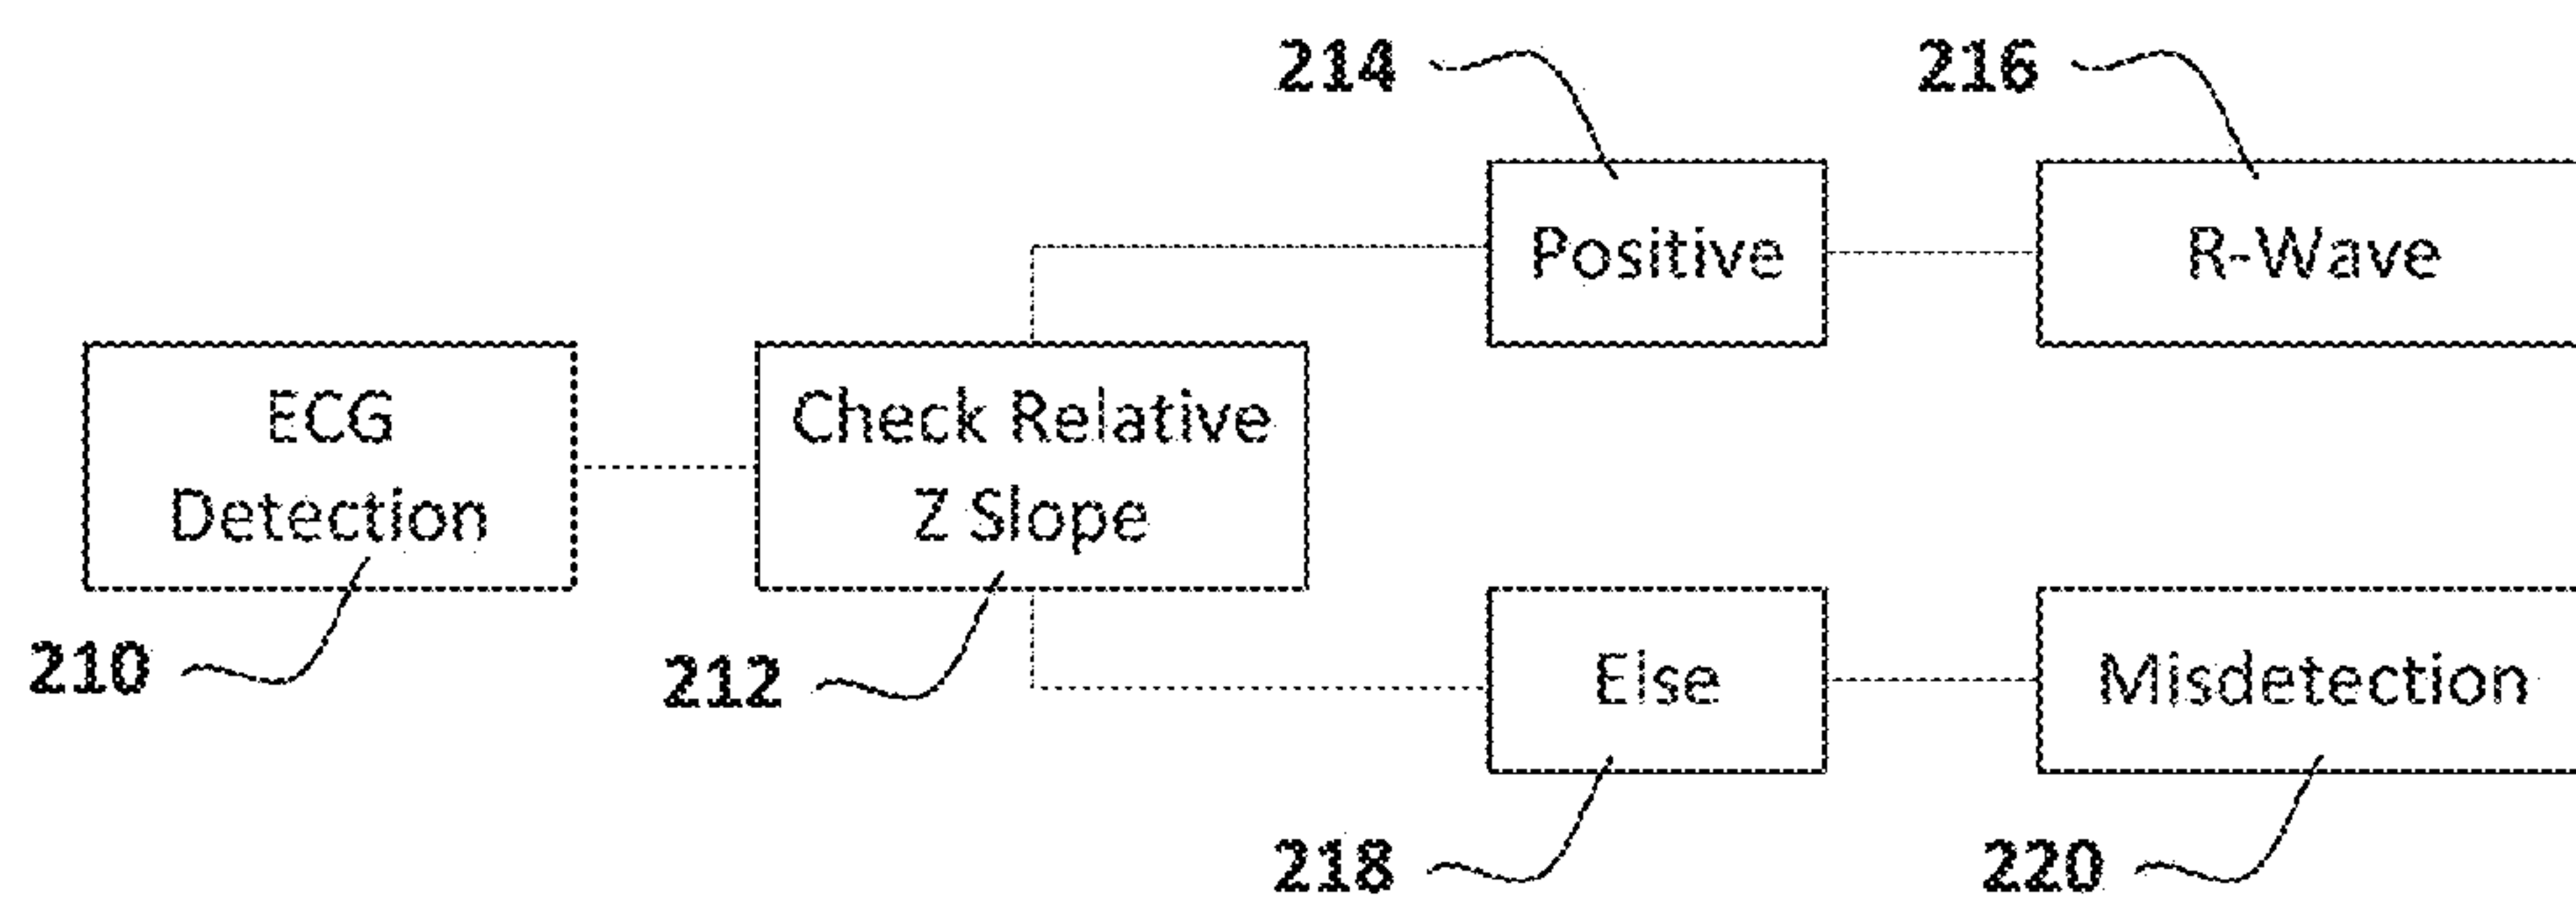 214
216
Positive
R-Wave
ECG
Detection
Check Relative
Z Slope
210
212
Else
Misdetection
218
220